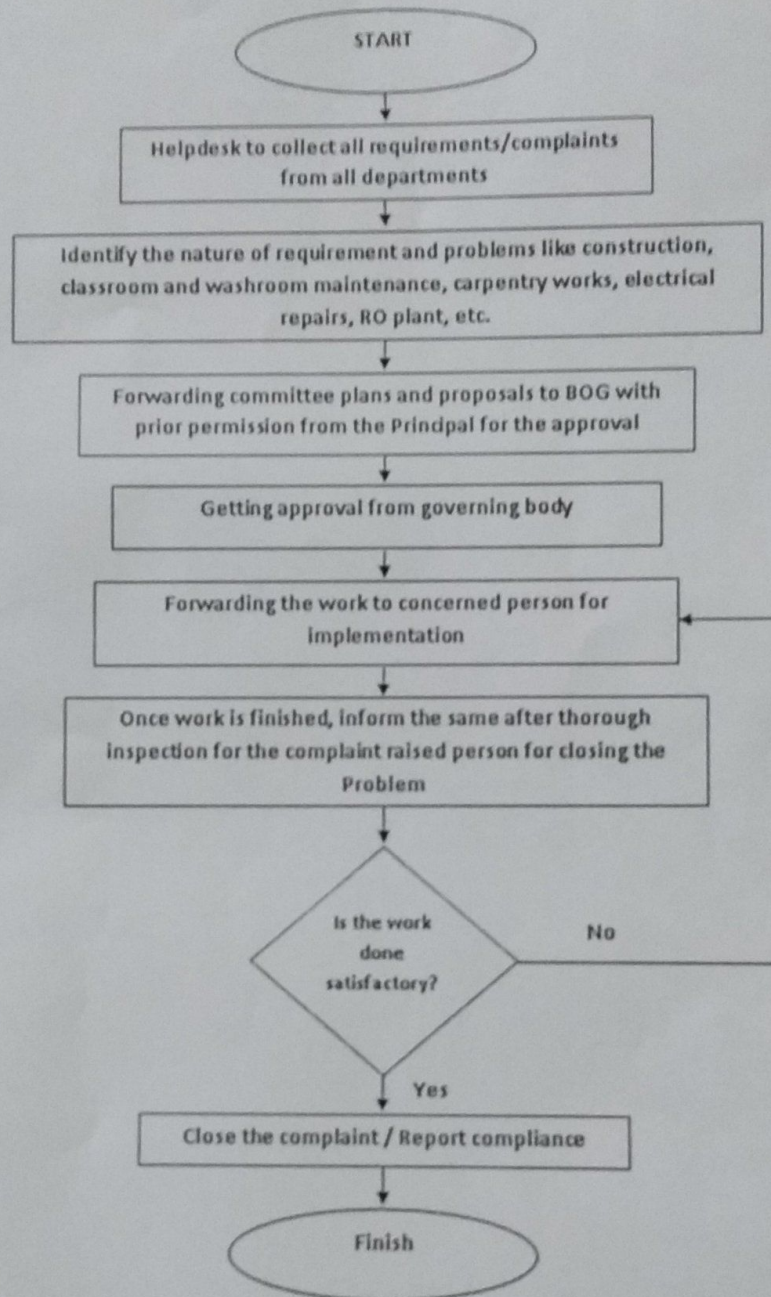 START
Helpdesk to collect all requirements/complaints
from all departments
Identify the nature of requirement and problems like construction,
classroom and washroom maintenance, carpentry works, electrical
repairs, RO plant, etc.
Forwarding committee plans and proposals to BOG with
prior permission from the Principal for the approval
Getting approval from governing body
Forwarding the work to concerned person for
implementation
Once work is finished, inform the same after thorough
inspection for the complaint raised person for closing the
Problem
Is the work
done
satisfactory?
No
Yes
Close the complaint / Report compliance
Finish